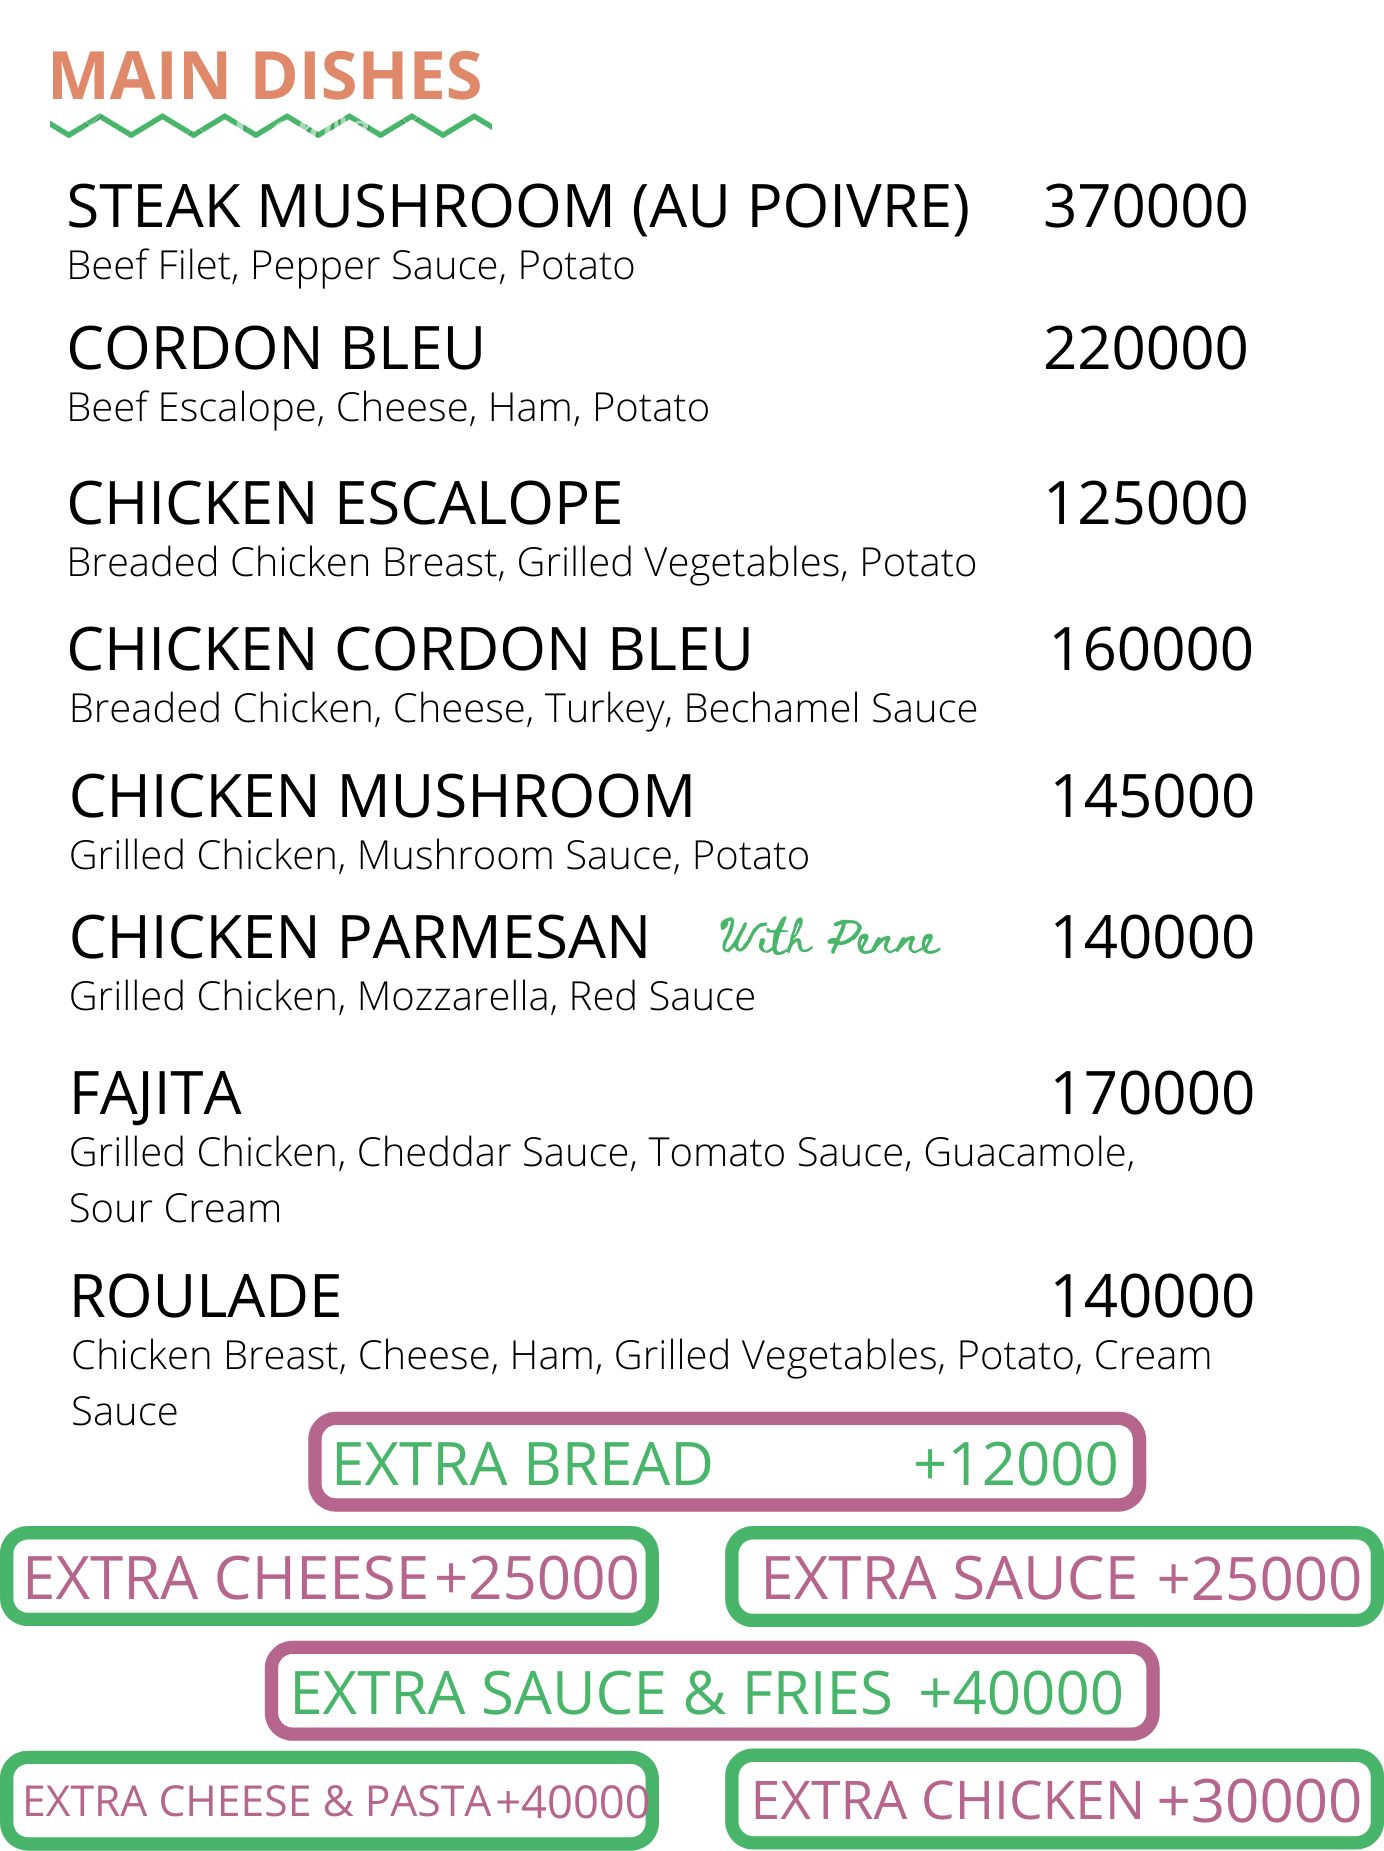 MAIN DISHES
STEAK MUSHROOM (AU POIVRE) 370000
Beef Filet, Pepper Sauce, Potato
CORDON BLEU 220000
Beef Escalope, Cheese, Ham, Potato
CHICKEN ESCALOPE 125000
Breaded Chicken Breast, Grilled Vegetables, Potato
CHICKEN CORDON BLEU 160000
Breaded Chicken, Cheese, Turkey, Bechamel Sauce
CHICKEN MUSHROOM 145000
Grilled Chicken, Mushroom Sauce, Potato
CHICKEN PARMESAN With Penne 140000
Grilled Chicken, Mozzarella, Red Sauce
FAJITA 170000
Grilled Chicken, Cheddar Sauce, Tomato Sauce, Guacamole,
Sour Cream
ROULADE 140000
Chicken Breast, Cheese, Ham, Grilled Vegetables, Potato, Cream
Sauce
EXTRA BREAD +12000
EXTRA CHEESE +25000
EXTRA SAUCE +25000
EXTRA SAUCE & FRIES +40000
EXTRA CHEESE & PASTA +40000
EXTRA CHICKEN +30000